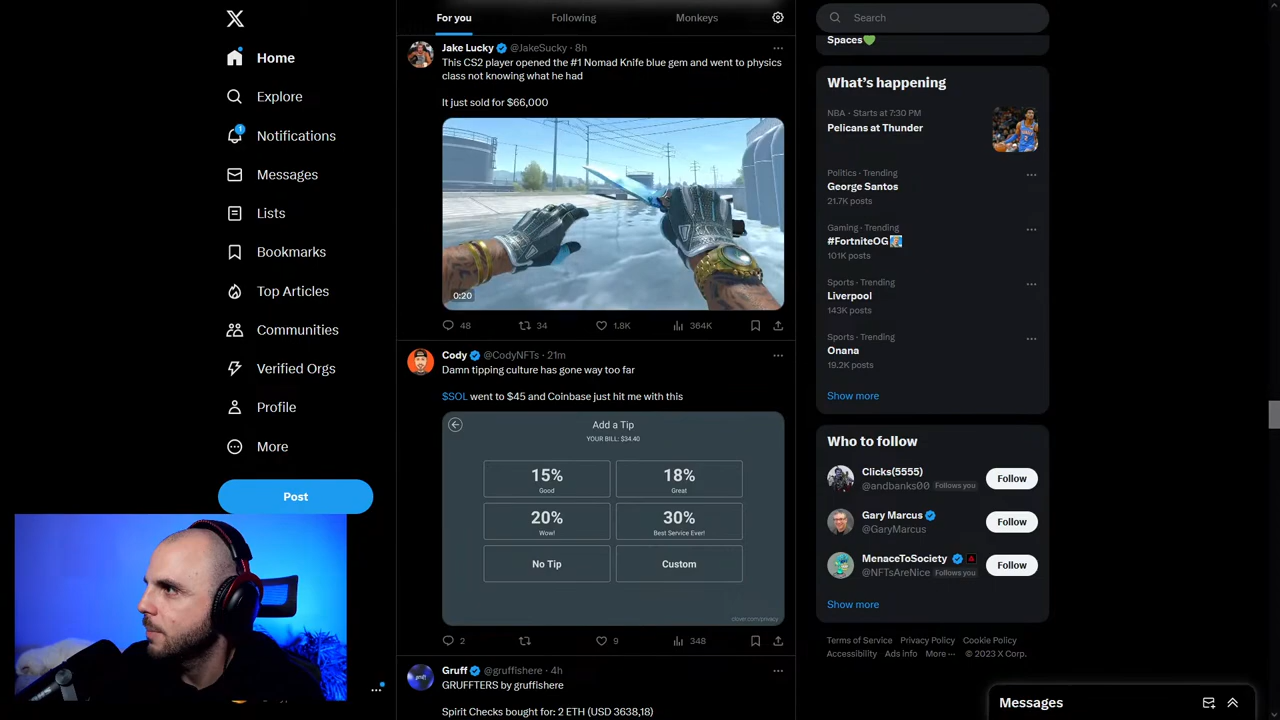 For you
Following
Monkeys
Search
Home
Explore
1
Notifications
Messages
Lists
Bookmarks
Top Articles
Communities
Verified Orgs
Profile
More
Post
Jake Lucky @JakeSucky · 8h
This CS2 player opened the #1 Nomad Knife blue gem and went to physics
class not knowing what he had
It just sold for $66,000
0:20
48 34 1.8K 364K
Cody @CodyNFTs · 21m
Damn tipping culture has gone way too far
$SOL went to $45 and Coinbase just hit me with this
Add a Tip
YOUR BILL: $34.40
15%
Good
18%
Great
20%
Wow!
30%
Best Service Ever!
No Tip
Custom
clover.com/privacy
2 9 348
Gruff @gruffishere · 4h
GRUFFTERS by gruffishere
Spirit Checks bought for: 2 ETH (USD 3638,18)
Spaces
What's happening
NBA · Starts at 7:30 PM
Pelicans at Thunder
Politics · Trending
George Santos
21.7K posts
Gaming · Trending
#FortniteOG
101K posts
Sports · Trending
Liverpool
143K posts
Sports · Trending
Onana
19.2K posts
Show more
Who to follow
Clicks(5555)
@andbanks00 Follows you
Follow
Gary Marcus
@GaryMarcus
Follow
MenaceToSociety
@NFTsAreNice Follows you
Follow
Show more
Terms of Service Privacy Policy Cookie Policy
Accessibility Ads info More ··· © 2023 X Corp.
Messages